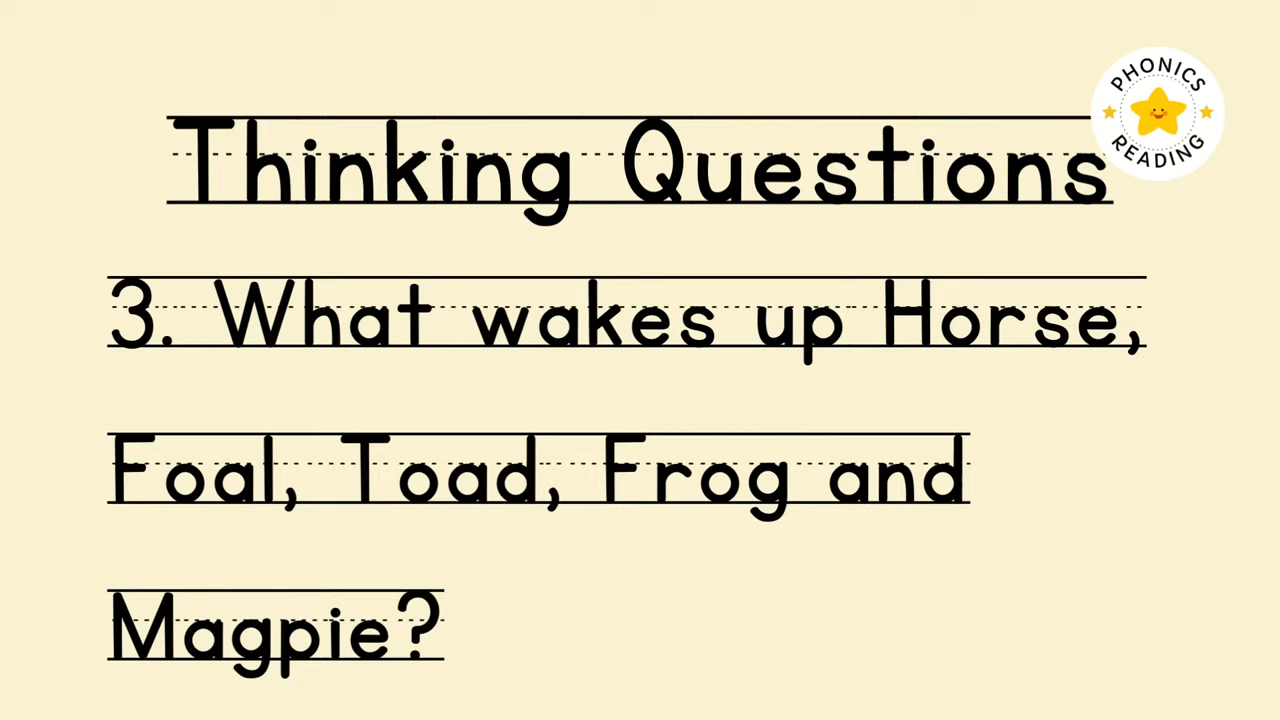 PHONICS
READING
Thinking Questions
3. What wakes up Horse,
Foal, Toad, Frog and
Magpie?